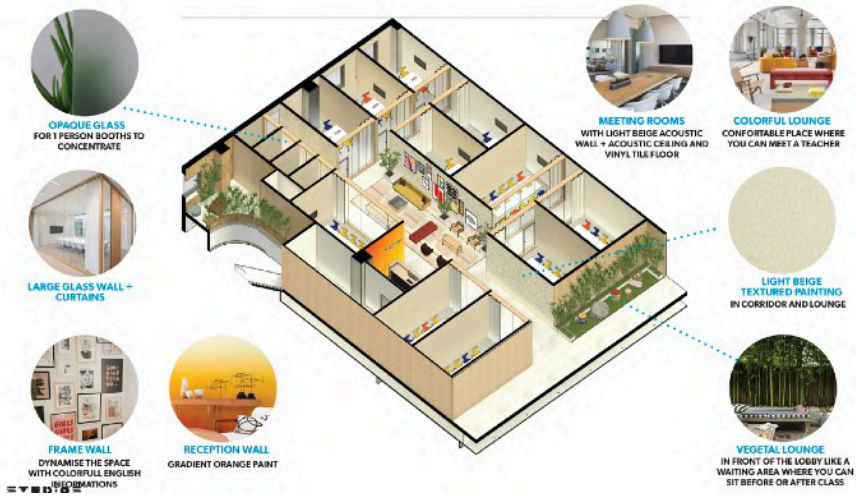 OPAQUE GLASS
FOR 1 PERSON BOOTHS TO
CONCENTRATE
LARGE GLASS WALL +
CURTAINS
FRAME WALL
DYNAMISE THE SPACE
WITH COLORFULL ENGLISH
INFORMATIONS
RECEPTION WALL
GRADIENT ORANGE PAINT
MEETING ROOMS
WITH LIGHT BEIGE ACOUSTIC
WALL + ACOUSTIC CEILING AND
VINYL TILE FLOOR
COLORFUL LOUNGE
CONFORTABLE PLACE WHERE
YOU CAN MEET A TEACHER
LIGHT BEIGE
TEXTURED PAINTING
IN CORRIDOR AND LOUNGE
VEGETAL LOUNGE
IN FRONT OF THE LOBBY LIKE A
WAITING AREA WHERE YOU CAN
SIT BEFORE OR AFTER CLASS